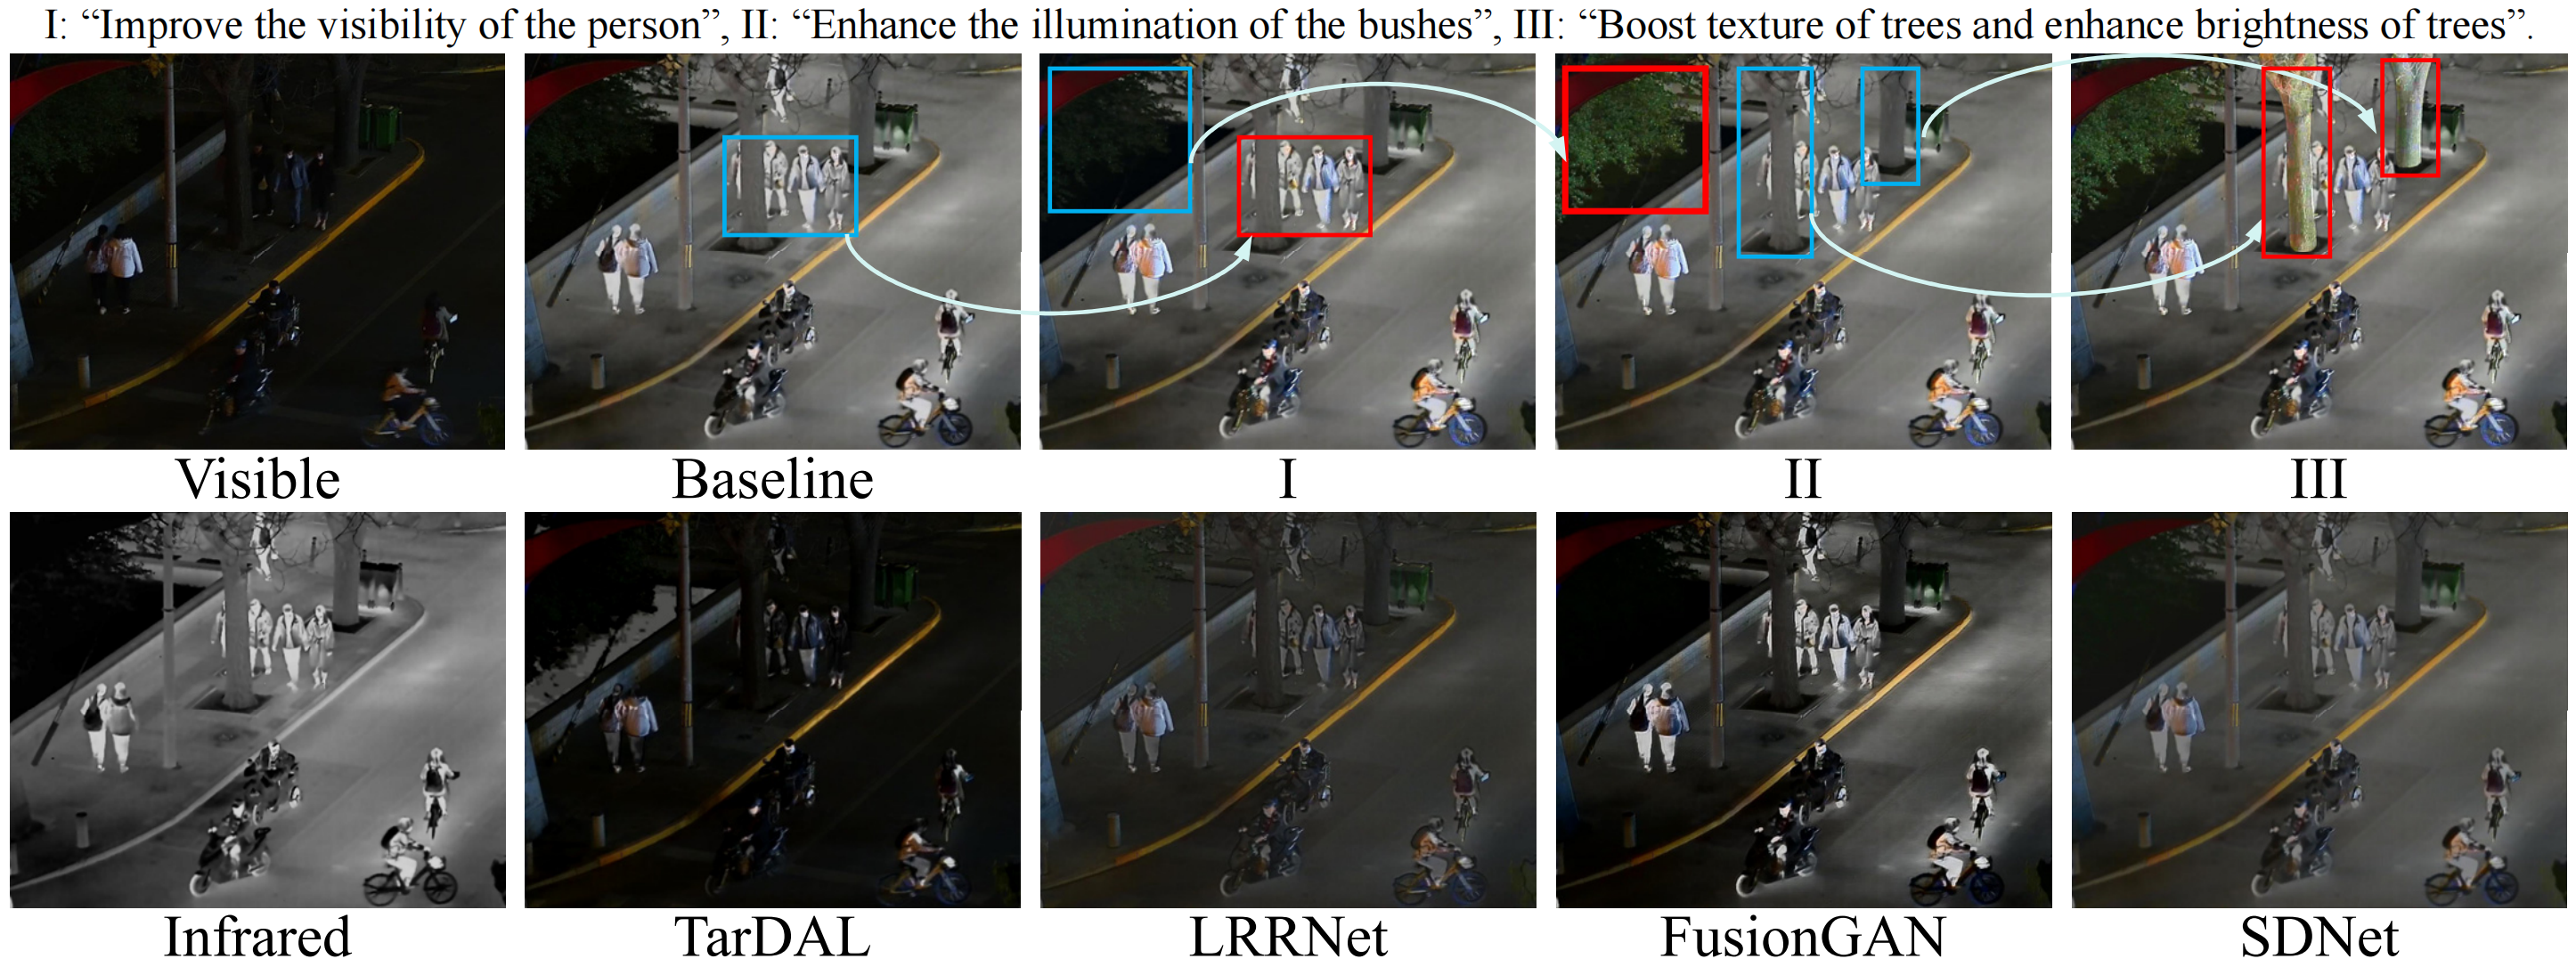 I: “Improve the visibility of the person”, II: “Enhance the illumination of the bushes”, III: “Boost texture of trees and enhance brightness of trees”.
Visible Baseline I II III
Infrared TarDAL LRRNet FusionGAN SDNet